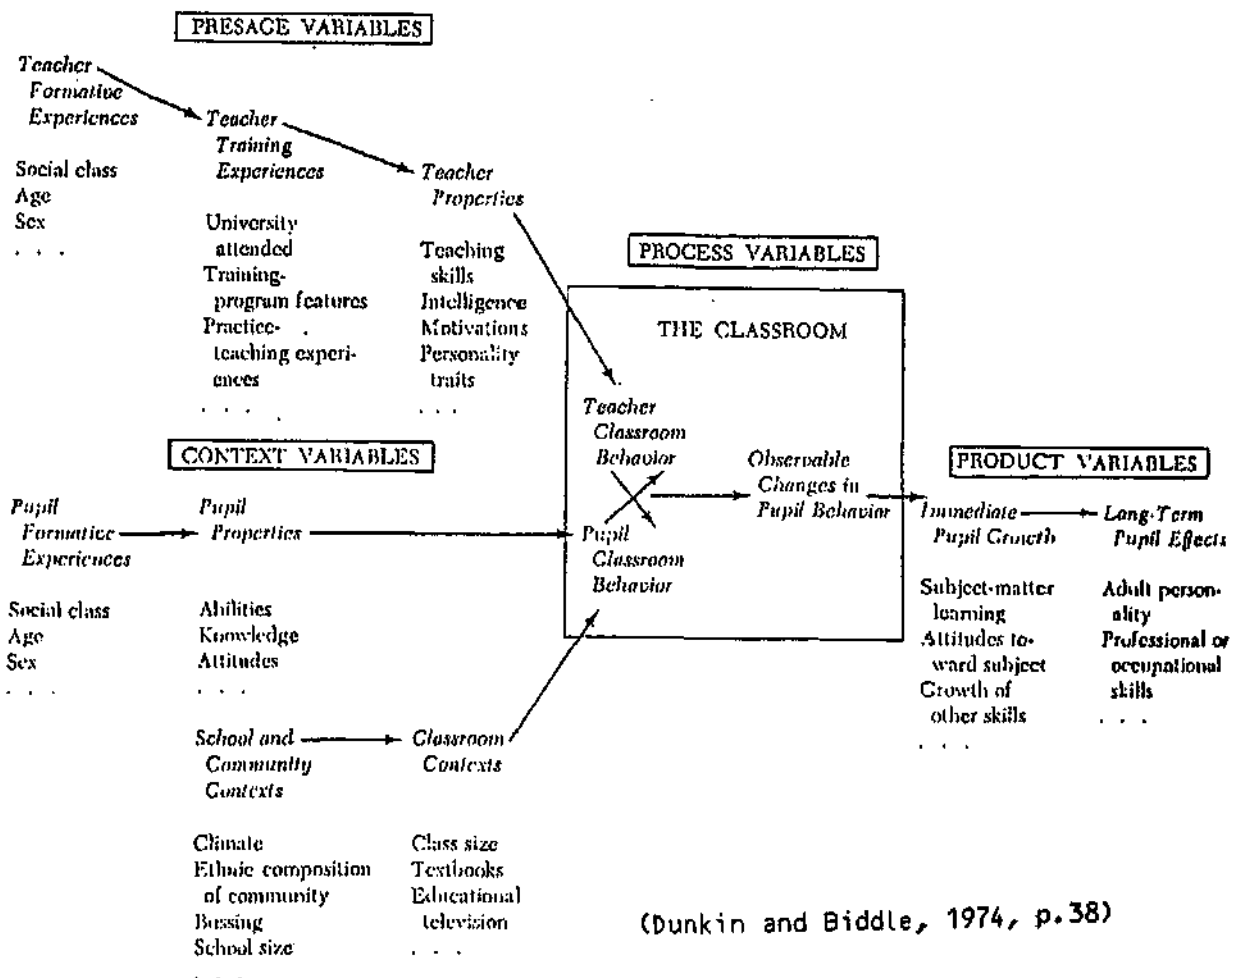 PRESAGE VARIABLES
Teacher
Formative
Experiences
Social class
Age
Sex
. . .
Teacher
Training
Experiences
University
attended
Training-
program features
Practice-
teaching experi-
ences
. . . .
Teacher
Properties
Teaching
skills
Intelligence
Motivations
Personality
traits
. . .
PROCESS VARIABLES
THE CLASSROOM
Teacher
Classroom
Behavior
Pupil
Classroom
Behavior
Observable
Changes in
Pupil Behavior
CONTEXT VARIABLES
Pupil
Formative
Experiences
Social class
Age
Sex
. . .
Pupil
Properties
Abilities
Knowledge
Attitudes
. . .
School and
Community
Contexts
Climate
Ethnic composition
of community
Bussing
School size
Classroom
Contexts
Class size
Textbooks
Educational
television
. . .
PRODUCT VARIABLES
Immediate
Pupil Growth
Subject-matter
learning
Attitudes to-
ward subject
Growth of
other skills
. . .
Long-Term
Pupil Effects
Adult person-
ality
Professional or
occupational
skills
. . .
(Dunkin and Biddle, 1974, p.38)